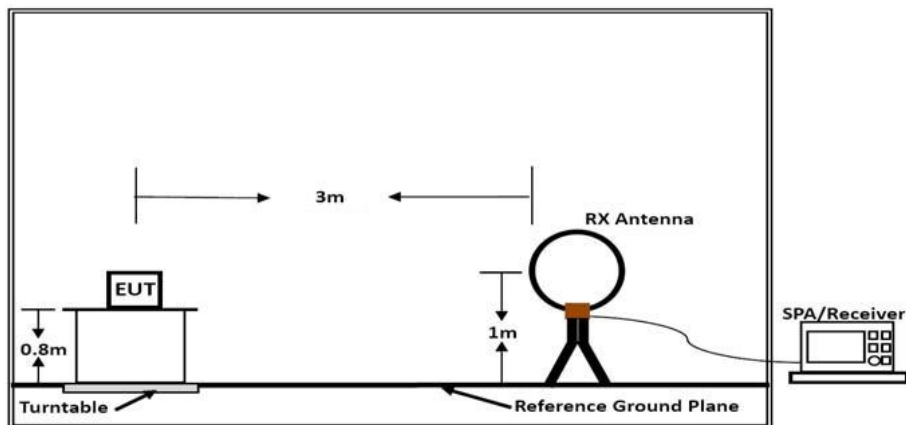 3m
RX Antenna
EUT
SPA/Receiver
0.8m
1m
Turntable
Reference Ground Plane